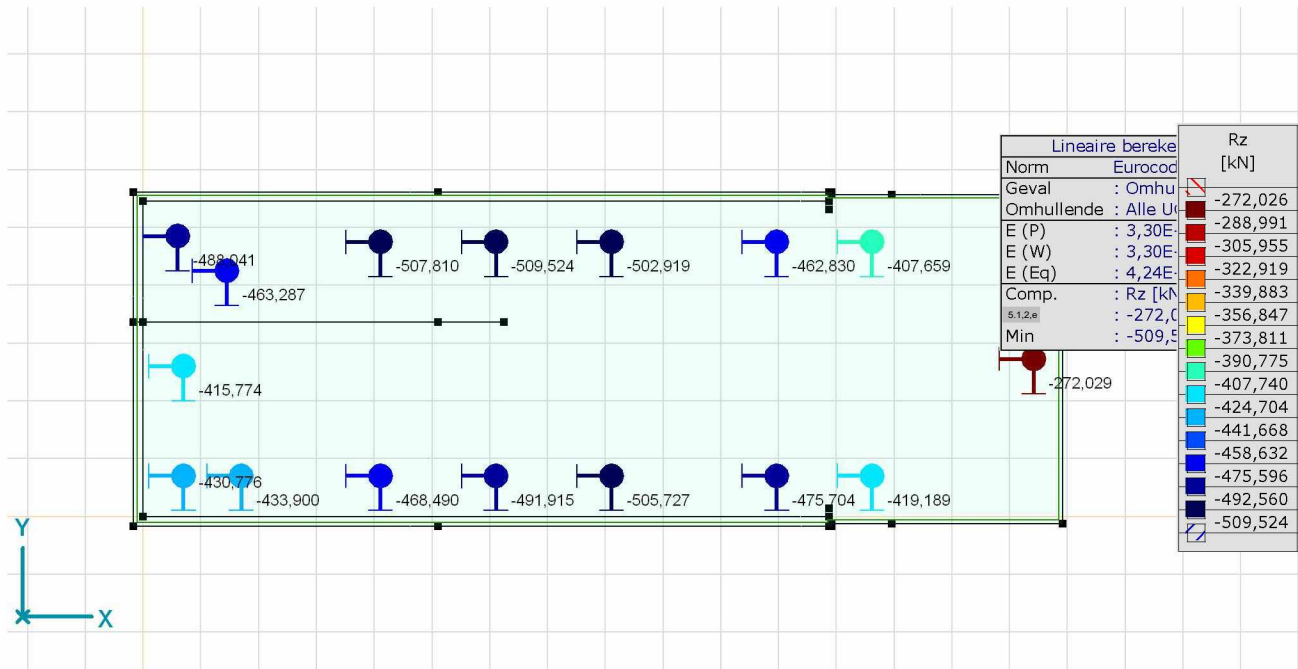 Rz
[kN]
Lineaire bereke
Norm Eurocod
Geval : Omhu
Omhullende : Alle U
E (P) : 3,30E-
E (W) : 3,30E-
E (Eq) : 4,24E-
Comp. : Rz [kN
5.1,2,e : -272,0
Min : -509,5
-272,026
-288,991
-305,955
-322,919
-339,883
-356,847
-373,811
-390,775
-407,740
-424,704
-441,668
-458,632
-475,596
-492,560
-509,524
-488,041
-463,287
-507,810
-509,524
-502,919
-462,830
-407,659
-415,774
-272,029
-430,776
-433,900
-468,490
-491,915
-505,727
-475,704
-419,189
Y
X